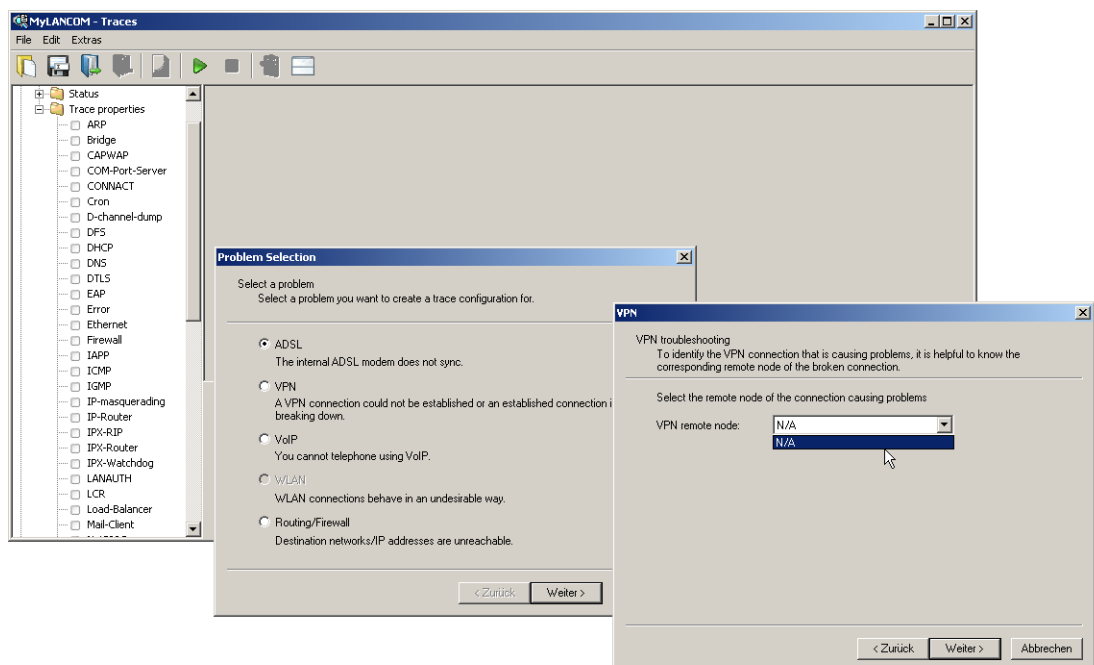 MyLANCOM - Traces
File Edit Extras
Status
Trace properties
ARP
Bridge
CAPWAP
COM-Port-Server
CONNACT
Cron
D-channel-dump
DFS
DHCP
DNS
DTLS
EAP
Error
Ethernet
Firewall
IAPP
ICMP
IGMP
IP-masquerading
IP-Router
IPX-RIP
IPX-Router
IPX-Watchdog
LANAUTH
LCR
Load-Balancer
Mail-Client
Problem Selection
Select a problem
Select a problem you want to create a trace configuration for.
ADSL
The internal ADSL modem does not sync.
VPN
A VPN connection could not be established or an established connection
breaking down.
VoIP
You cannot telephone using VoIP.
WLAN
WLAN connections behave in an undesirable way.
Routing/Firewall
Destination networks/IP addresses are unreachable.
< Zurück Weiter >
VPN
VPN troubleshooting
To identify the VPN connection that is causing problems, it is helpful to know the
corresponding remote node of the broken connection.
Select the remote node of the connection causing problems
VPN remote node: N/A
N/A
< Zurück Weiter > Abbrechen